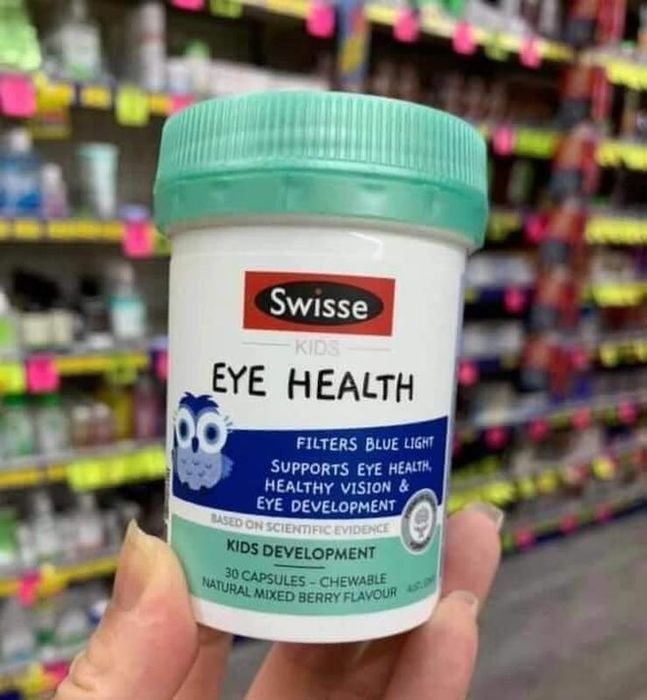 Swisse
KIDS
EYE HEALTH
FILTERS BLUE LIGHT
SUPPORTS EYE HEALTH,
HEALTHY VISION &
EYE DEVELOPMENT
BASED ON SCIENTIFIC EVIDENCE
KIDS DEVELOPMENT
30 CAPSULES - CHEWABLE
NATURAL MIXED BERRY FLAVOUR